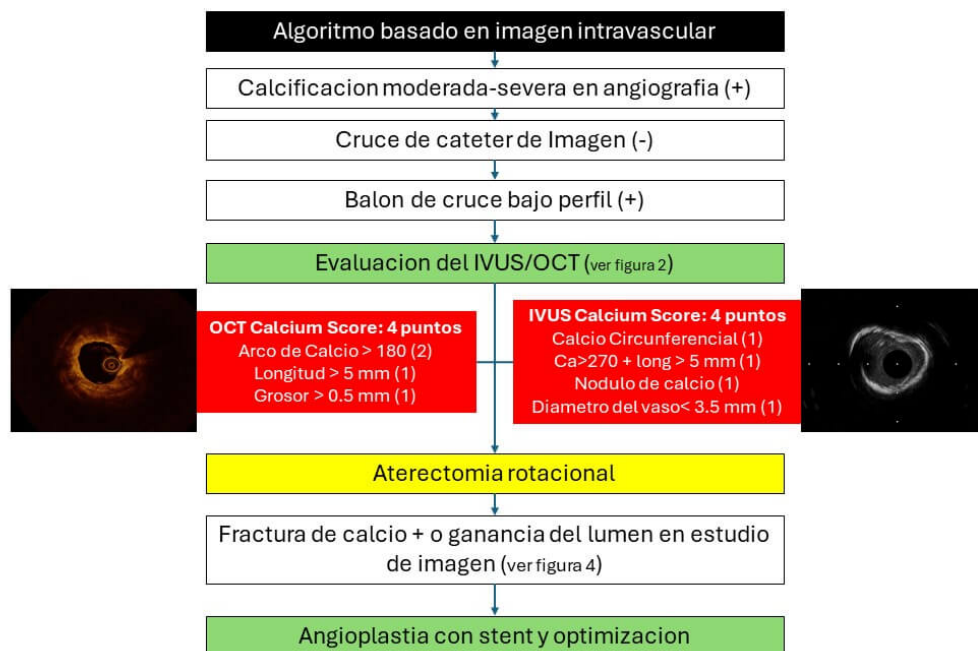 Algoritmo basado en imagen intravascular
Calcificacion moderada-severa en angiografia (+)
Cruce de cateter de Imagen (-)
Balon de cruce bajo perfil (+)
Evaluacion del IVUS/OCT (ver figura 2)
OCT Calcium Score: 4 puntos
Arco de Calcio > 180 (2)
Longitud > 5 mm (1)
Grosor > 0.5 mm (1)
IVUS Calcium Score: 4 puntos
Calcio Circunferencial (1)
Ca>270 + long > 5 mm (1)
Nodulo de calcio (1)
Diametro del vaso< 3.5 mm (1)
Aterectomia rotacional
Fractura de calcio + o ganancia del lumen en estudio
de imagen (ver figura 4)
Angioplastia con stent y optimizacion